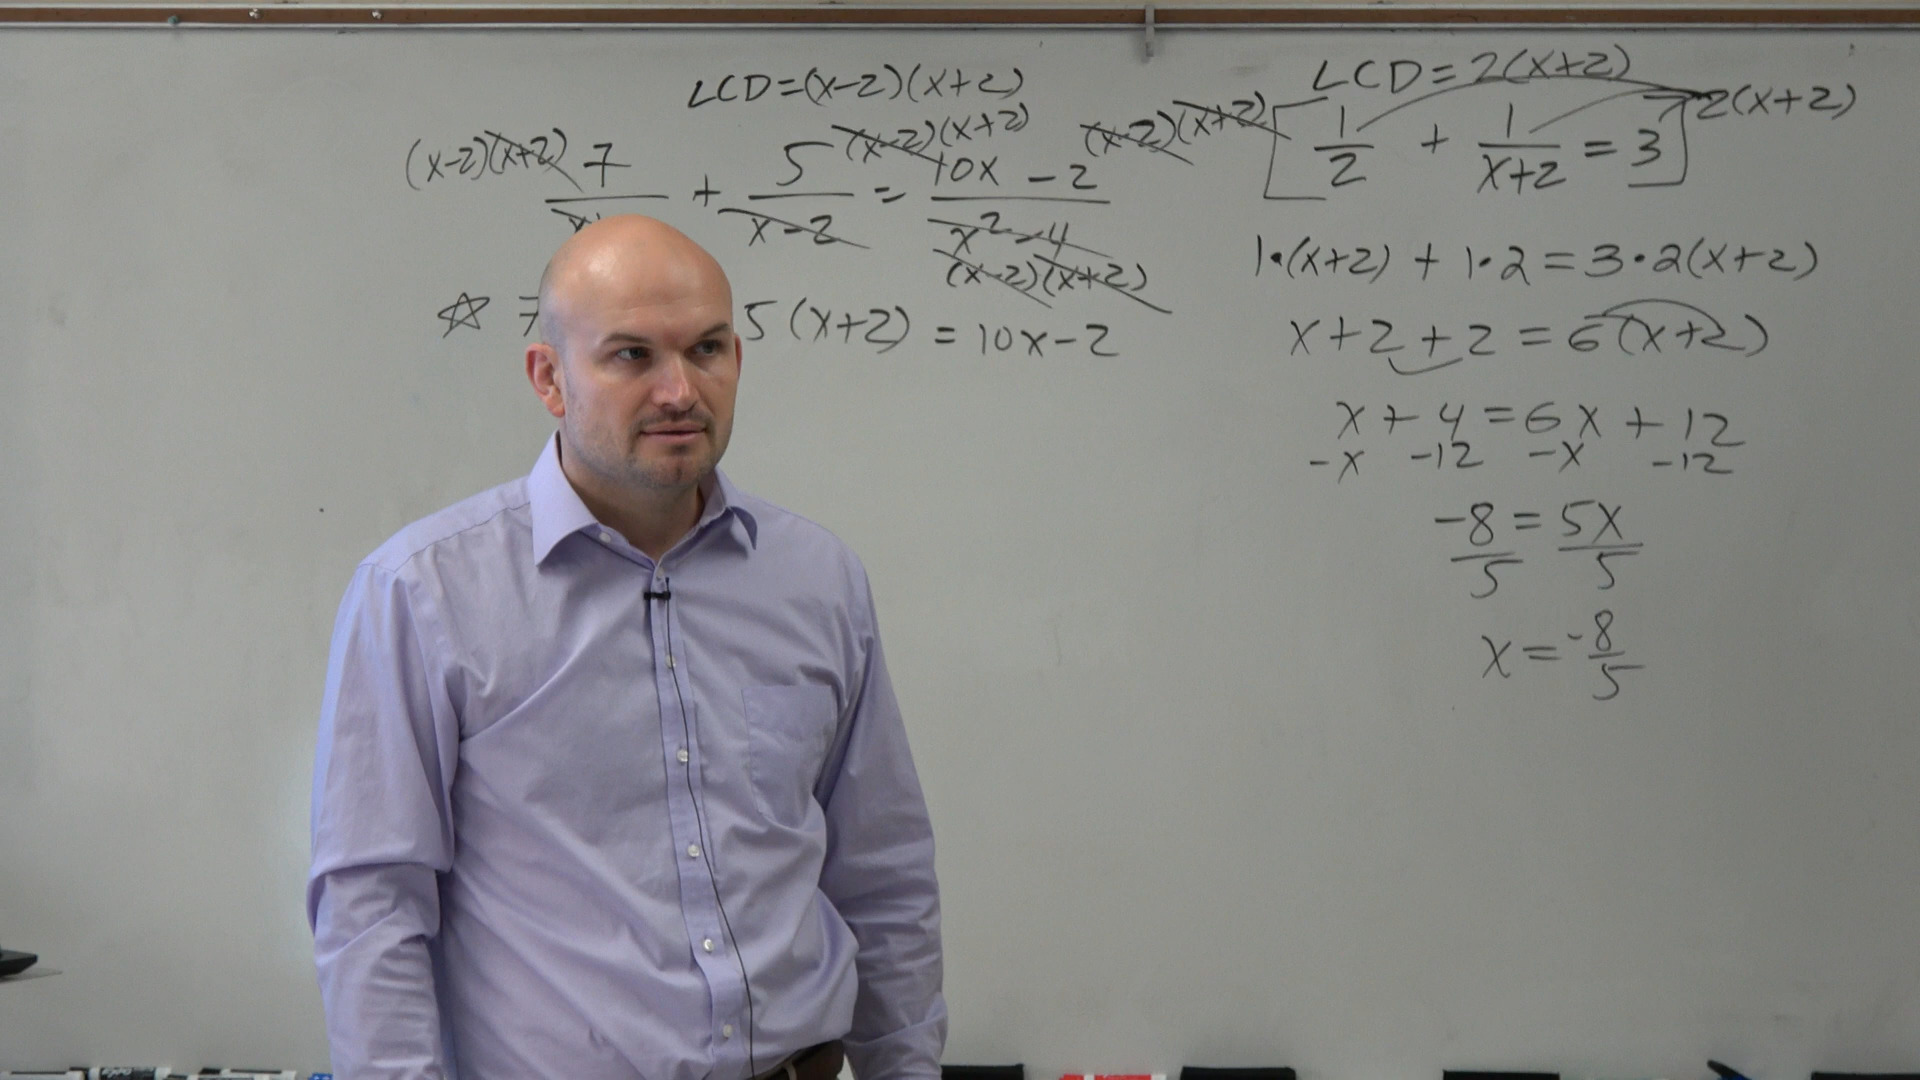 LCD=(x-2)(x+2)
(x-2)(x+2) 7 + 5 (x-2)(x+2) = 10x - 2 (x-2)(x+2)
x-2 x²-4
(x-2)(x+2)
☆ 7 5(x+2) = 10x-2
LCD=2(x+2)
[1/2 + 1/x+2 = 3] 2(x+2)
1•(x+2) + 1•2 = 3•2(x+2)
x+2+2 = 6(x+2)
x+4 = 6x+12
-x -12 -x -12
-8 = 5x
5 5
x = -8/5